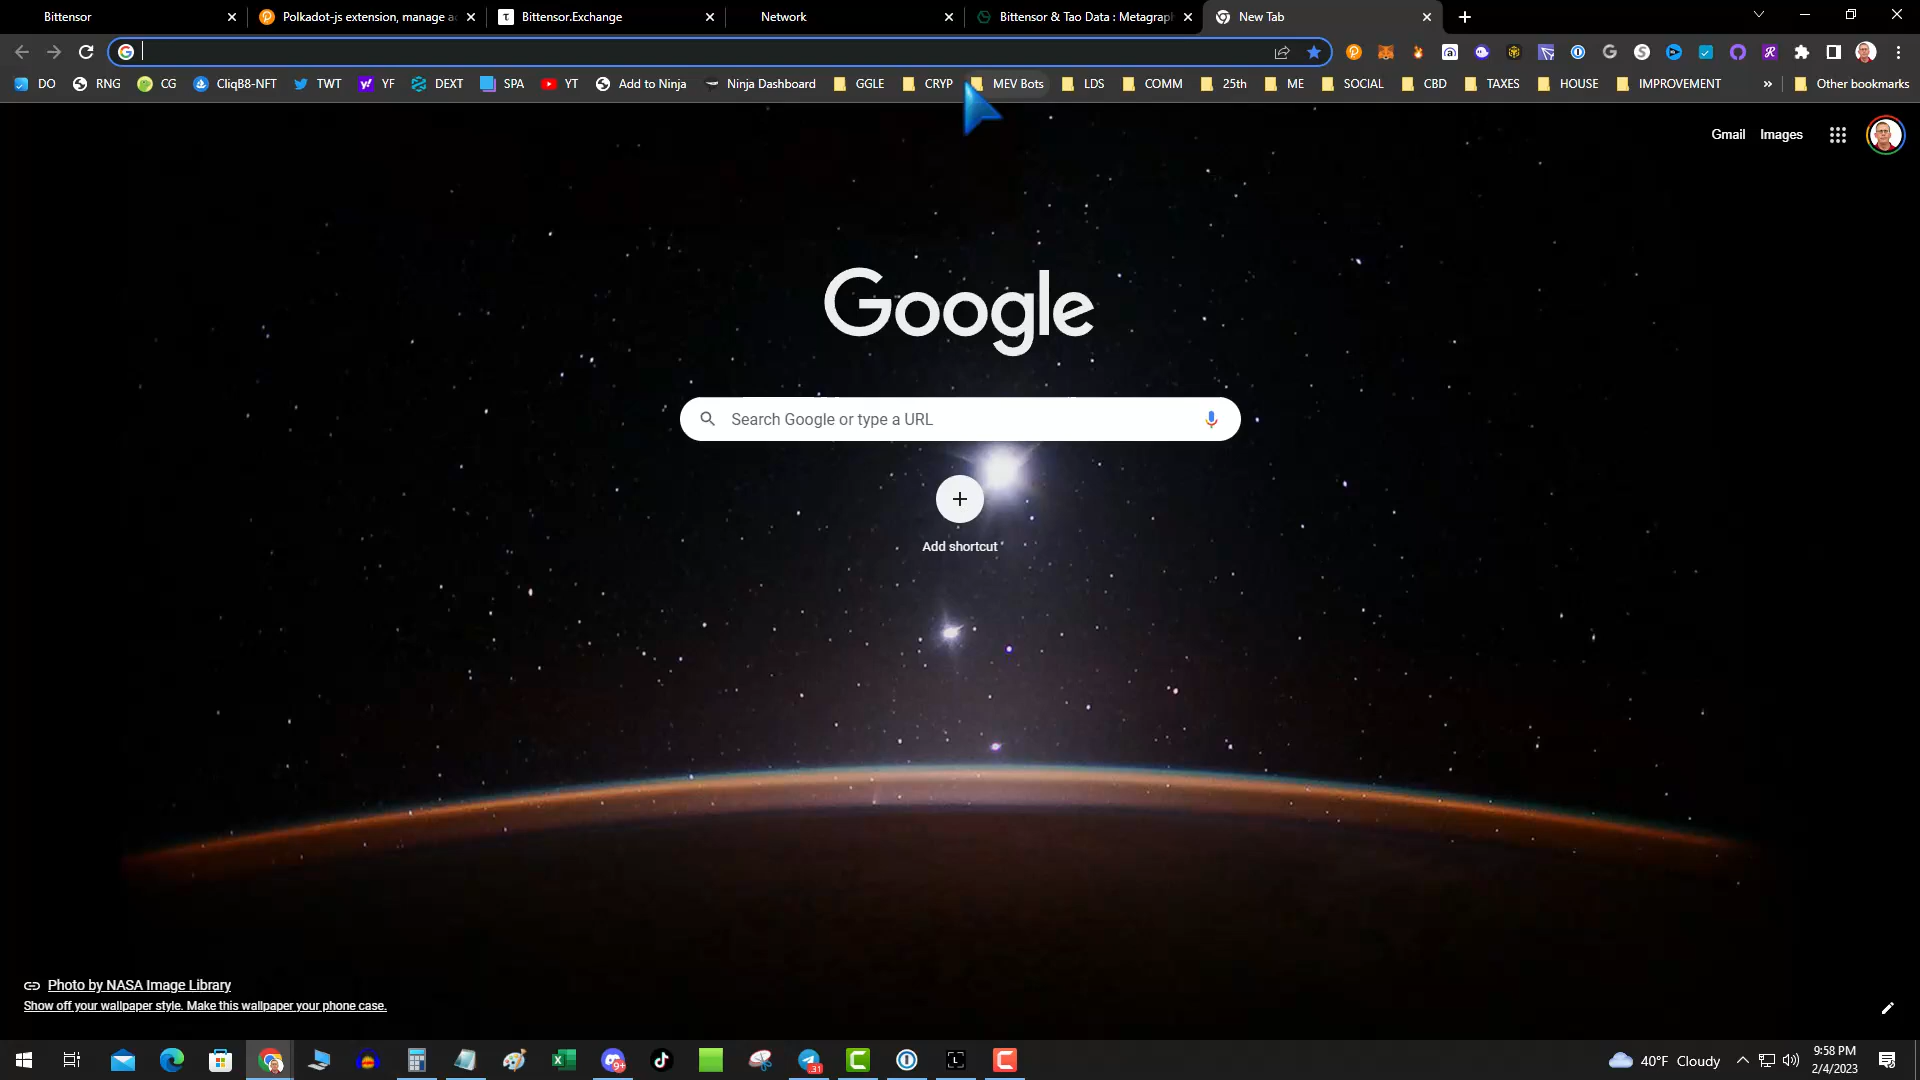 Bittensor
Polkadot-js extension, manage ac
Bittensor.Exchange
Network
Bittensor & Tao Data : Metagraph
New Tab
DO
RNG
CG
CliqB8-NFT
TWT
YF
DEXT
SPA
YT
Add to Ninja
Ninja Dashboard
GGLE
CRYP
MEV Bots
LDS
COMM
25th
ME
SOCIAL
CBD
TAXES
HOUSE
IMPROVEMENT
»
Other bookmarks
Gmail
Images
Google
Search Google or type a URL
Add shortcut
Photo by NASA Image Library
Show off your wallpaper style. Make this wallpaper your phone case.
9+
31
40°F Cloudy
9:58 PM
2/4/2023